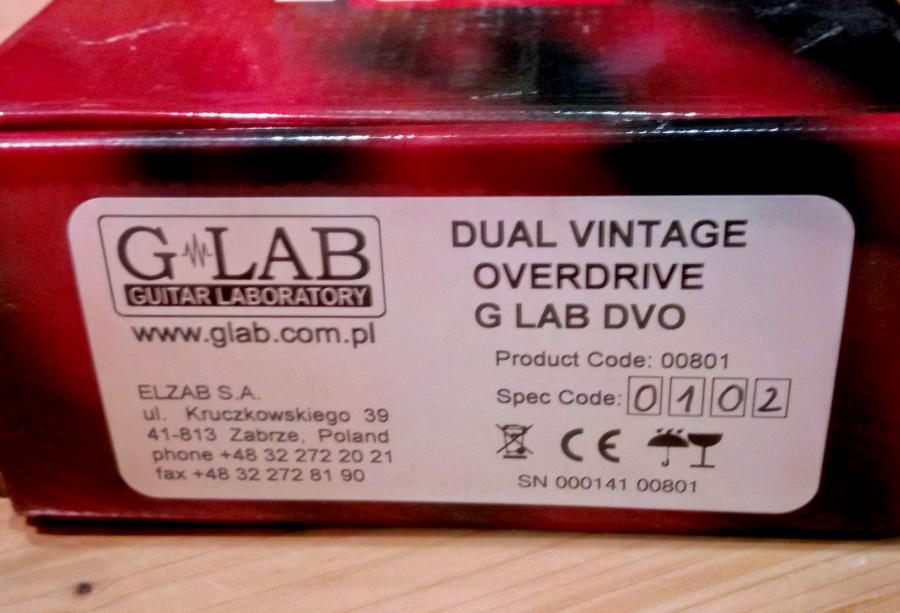 G LAB
GUITAR LABORATORY
www.glab.com.pl
ELZAB S.A.
ul. Kruczkowskiego 39
41-813 Zabrze, Poland
phone +48 32 272 20 21
fax +48 32 272 81 90
DUAL VINTAGE
OVERDRIVE
G LAB DVO
Product Code: 00801
Spec Code: 0102
CE
SN 000141 00801